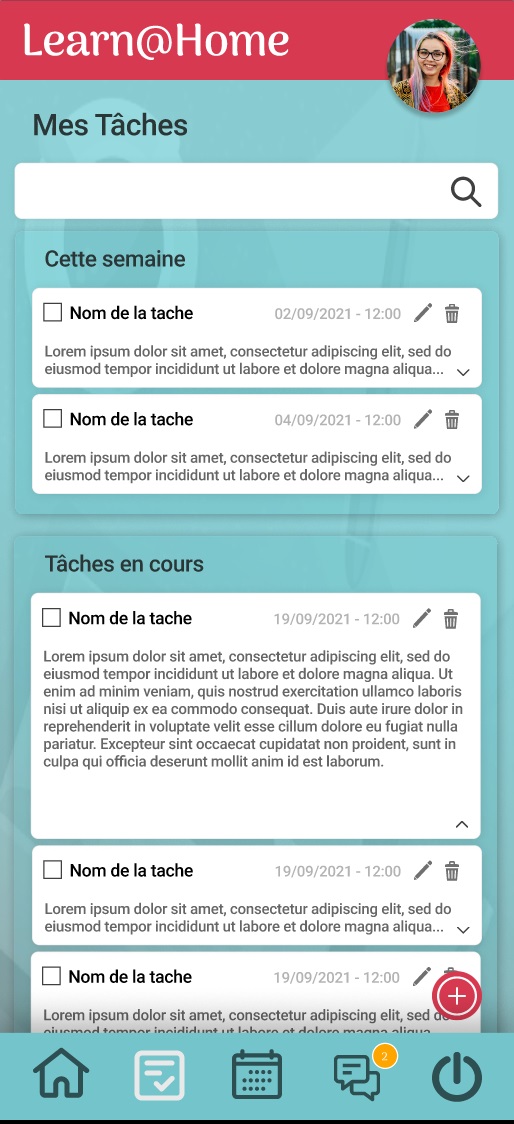 Learn@Home
Mes Tâches
Cette semaine
Nom de la tache 02/09/2021 - 12:00
Lorem ipsum dolor sit amet, consectetur adipiscing elit, sed do
eiusmod tempor incididunt ut labore et dolore magna aliqua...
Nom de la tache 04/09/2021 - 12:00
Lorem ipsum dolor sit amet, consectetur adipiscing elit, sed do
eiusmod tempor incididunt ut labore et dolore magna aliqua...
Tâches en cours
Nom de la tache 19/09/2021 - 12:00
Lorem ipsum dolor sit amet, consectetur adipiscing elit, sed do
eiusmod tempor incididunt ut labore et dolore magna aliqua. Ut
enim ad minim veniam, quis nostrud exercitation ullamco laboris
nisi ut aliquip ex ea commodo consequat. Duis aute irure dolor in
reprehenderit in voluptate velit esse cillum dolore eu fugiat nulla
pariatur. Excepteur sint occaecat cupidatat non proident, sunt in
culpa qui officia deserunt mollit anim id est laborum.
Nom de la tache 19/09/2021 - 12:00
Lorem ipsum dolor sit amet, consectetur adipiscing elit, sed do
eiusmod tempor incididunt ut labore et dolore magna aliqua...
Nom de la tache 19/09/2021 - 12:00
Lorem ipsum dolor sit amet, consectetur adipiscing elit, sed do
eiusmod tempor incididunt ut labore et dolore magna aliqua
2